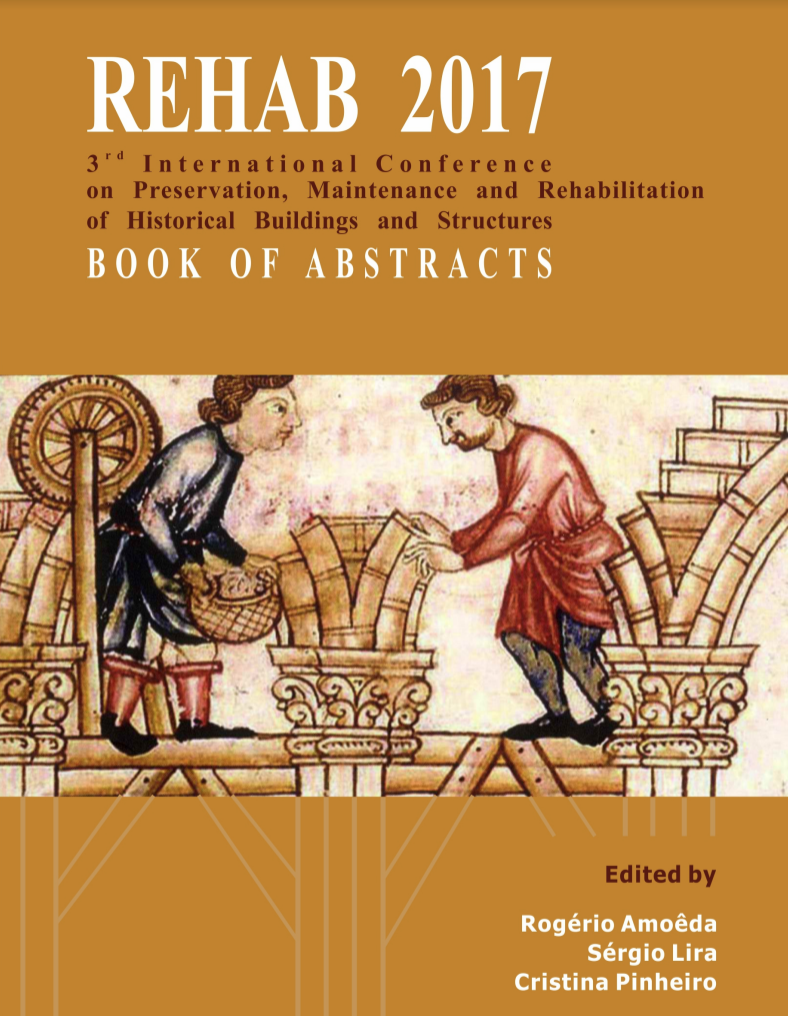 REHAB 2017
3rd International Conference
on Preservation, Maintenance and Rehabilitation
of Historical Buildings and Structures
BOOK OF ABSTRACTS
Edited by
Rogério Amoêda
Sérgio Lira
Cristina Pinheiro